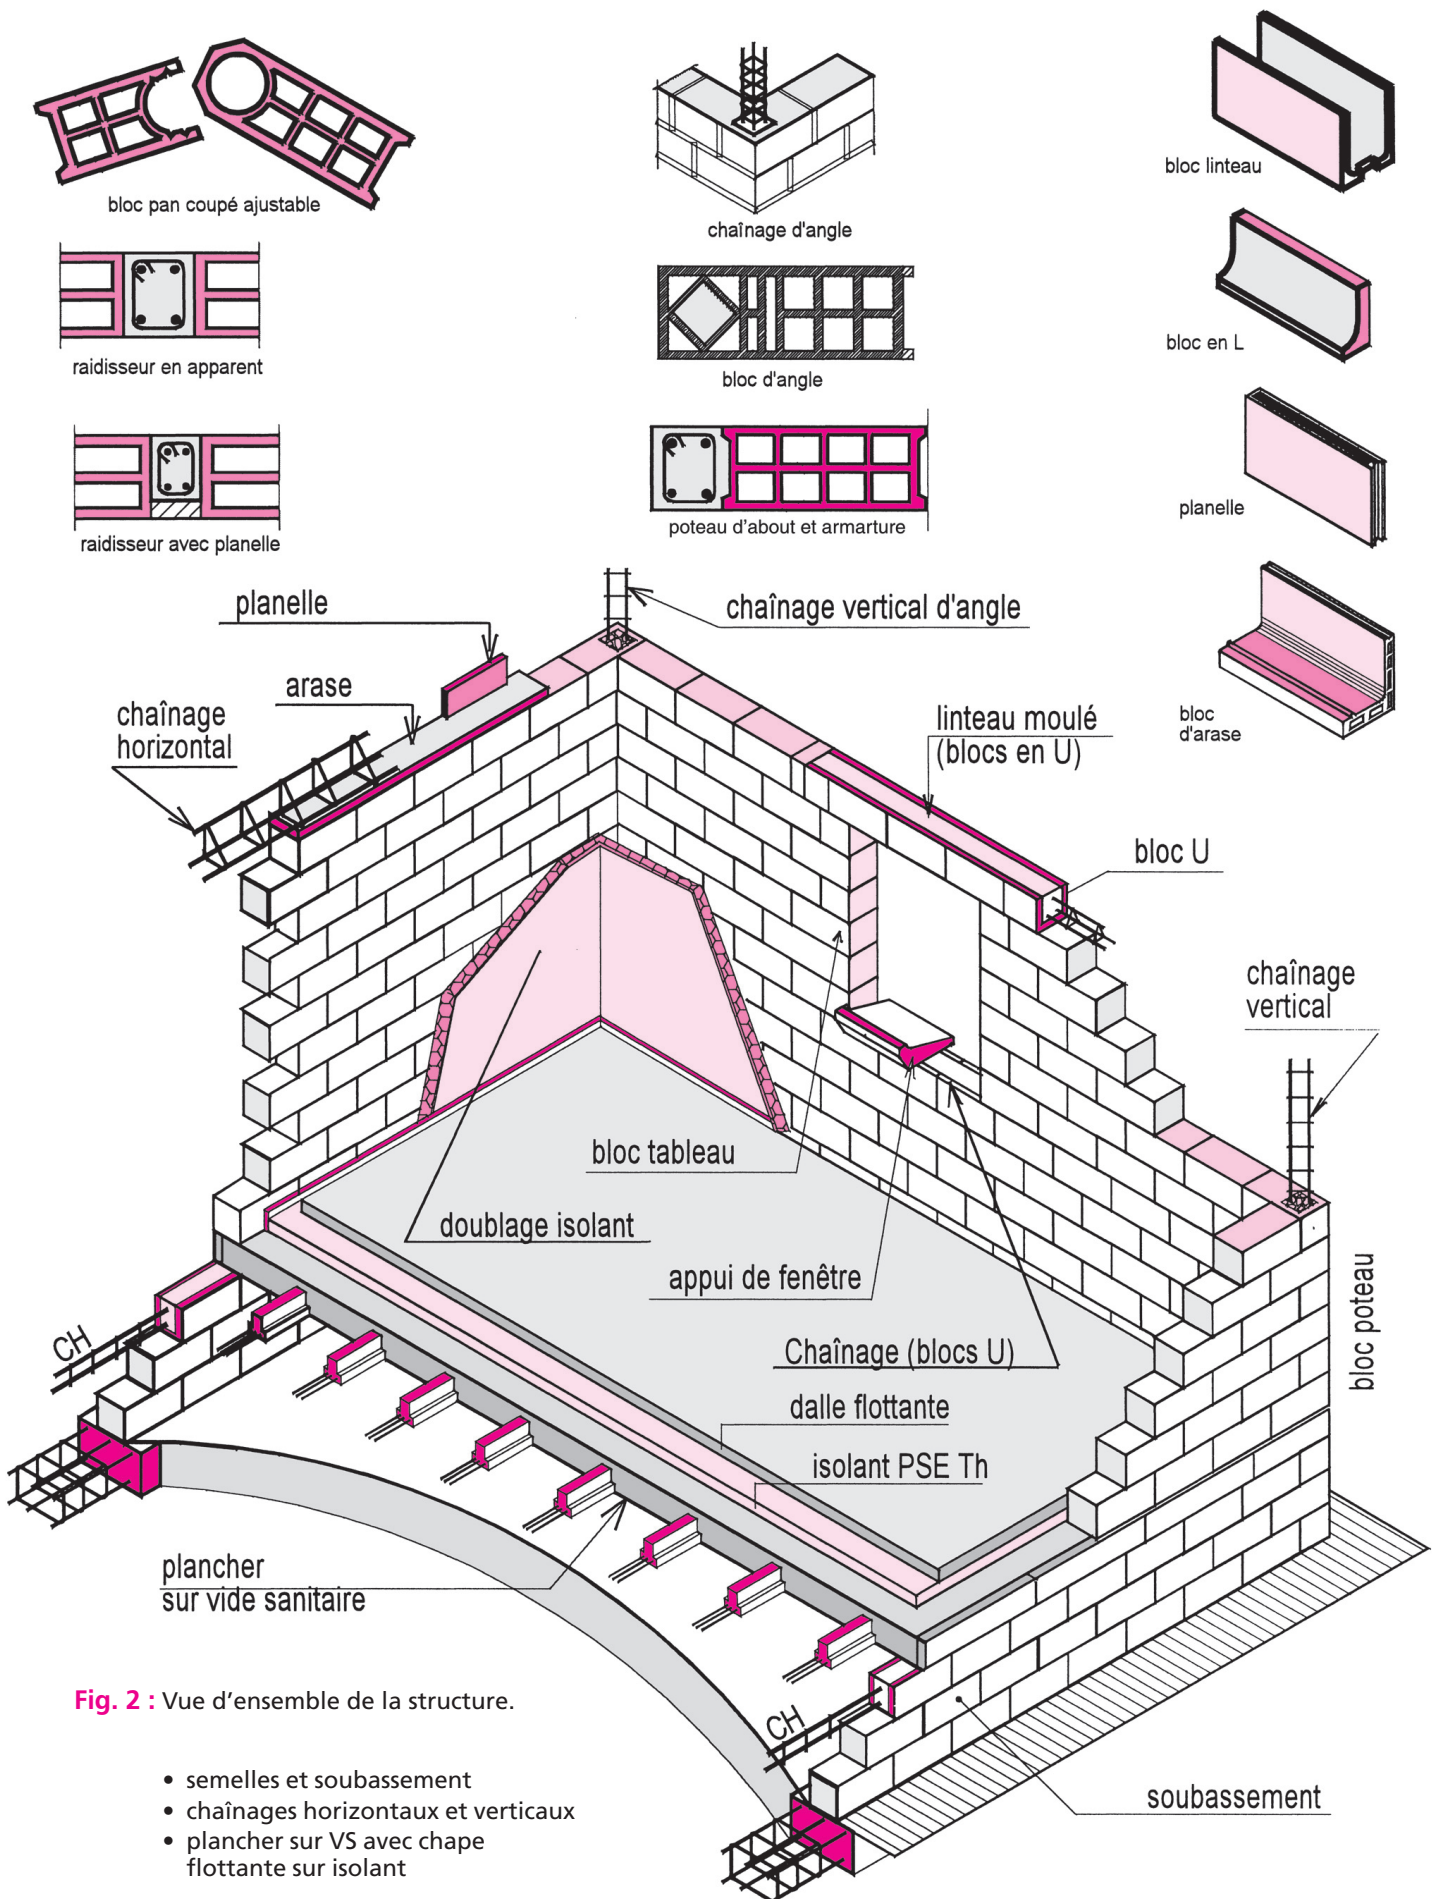 bloc pan coupé ajustable
chaînage d'angle
bloc linteau
raidisseur en apparent
bloc d'angle
bloc en L
raidisseur avec planelle
poteau d'about et armarture
planelle
bloc
d'arase
planelle
chaînage vertical d'angle
arase
chaînage
horizontal
linteau moulé
(blocs en U)
bloc U
chaînage
vertical
bloc tableau
doublage isolant
appui de fenêtre
Chaînage (blocs U)
bloc poteau
CH
dalle flottante
isolant PSE Th
plancher
sur vide sanitaire
CH
soubassement
Fig. 2 : Vue d'ensemble de la structure.
• semelles et soubassement
• chaînages horizontaux et verticaux
• plancher sur VS avec chape
flottante sur isolant